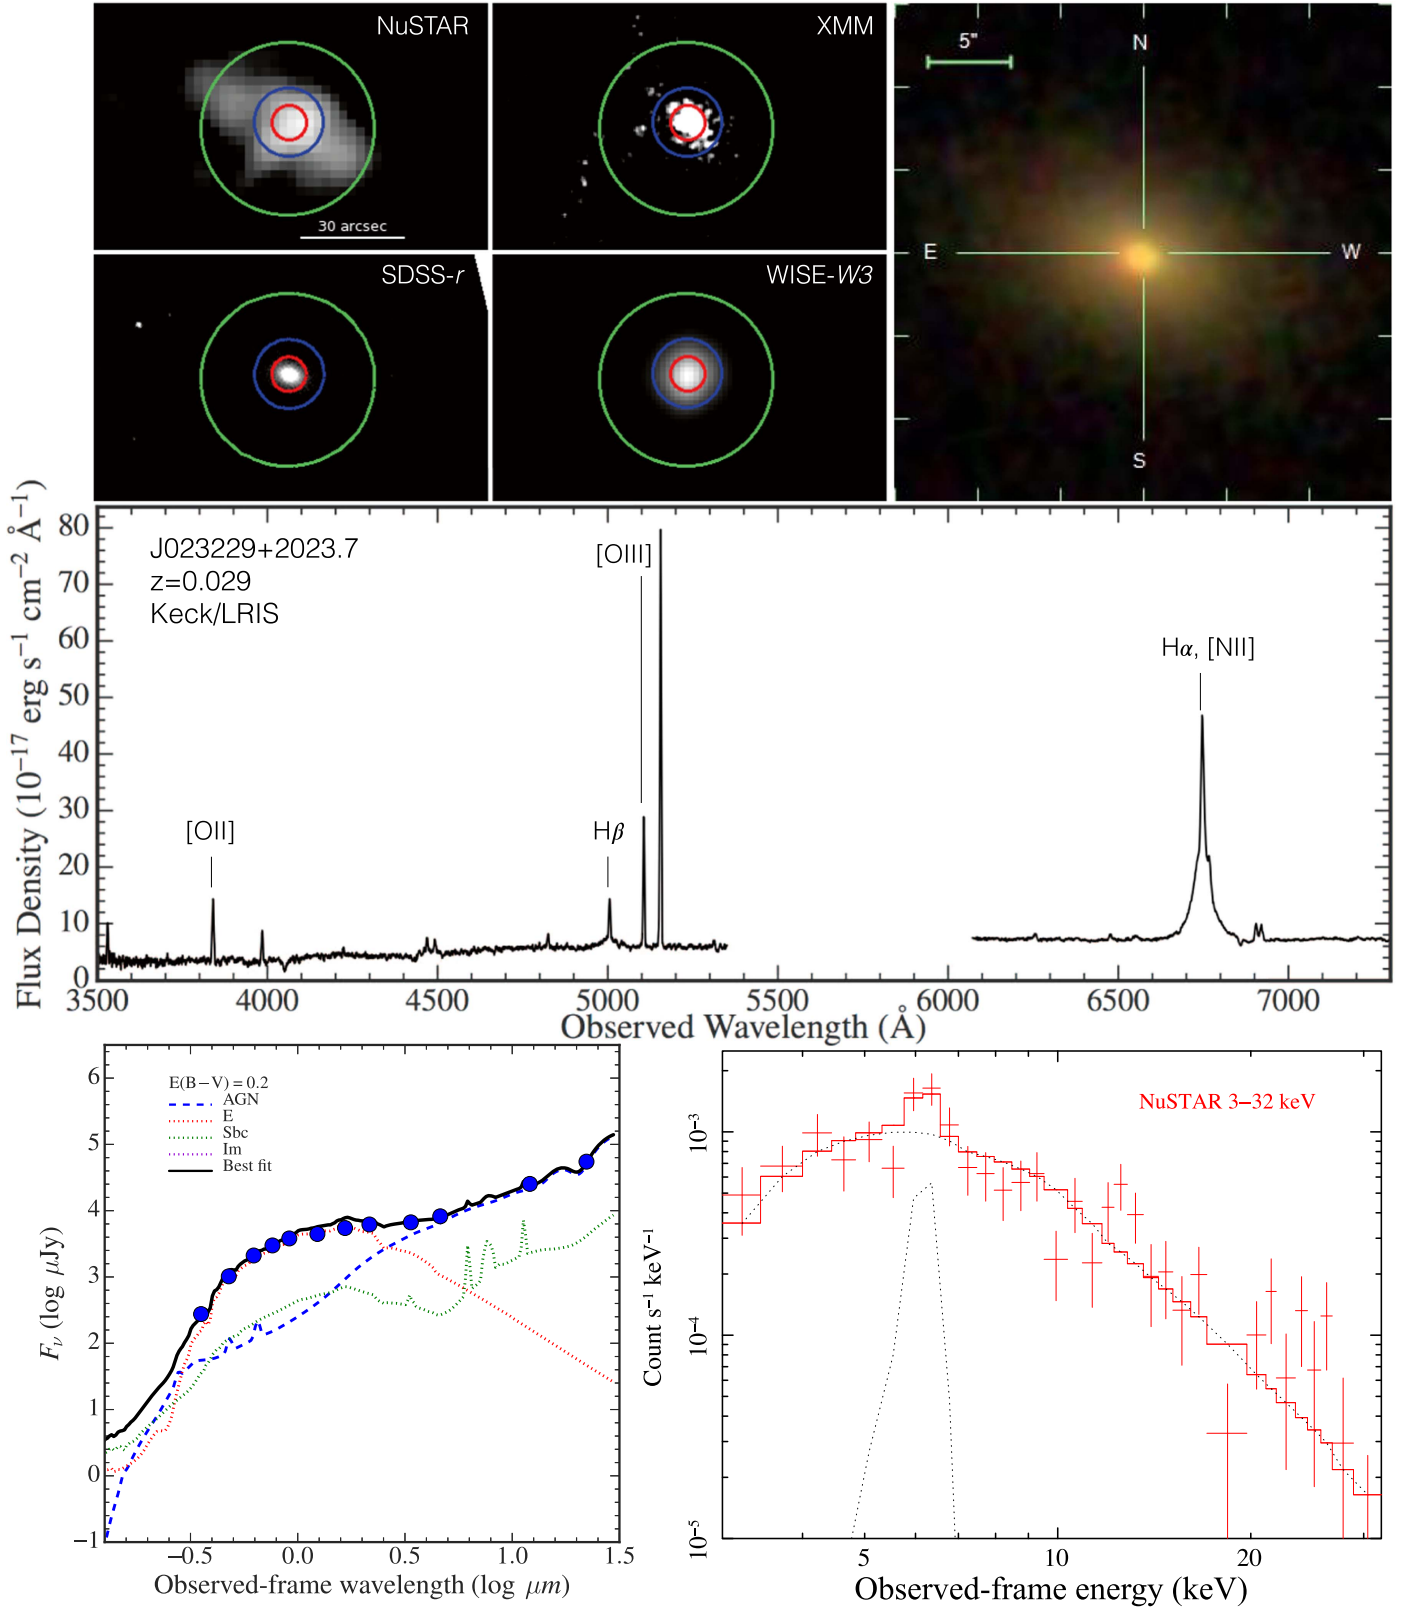 NuSTAR
30 arcsec
XMM
SDSS-r
WISE-W3
5"
N
E
W
S
J023229+2023.7
z=0.029
Keck/LRIS
[OII]
Hβ
[OIII]
Hα, [NII]
Flux Density (10⁻¹⁷ erg s⁻¹ cm⁻² Å⁻¹)
80
70
60
50
40
30
20
10
0
3500 4000 4500 5000 5500 6000 6500 7000
Observed Wavelength (Å)
E(B−V) = 0.2
AGN
E
Sbc
Im
Best fit
F_ν (log μJy)
6
5
4
3
2
1
0
−1
−0.5 0.0 0.5 1.0 1.5
Observed-frame wavelength (log μm)
NuSTAR 3–32 keV
Count s⁻¹ keV⁻¹
10⁻³
10⁻⁴
10⁻⁵
5 10 20
Observed-frame energy (keV)